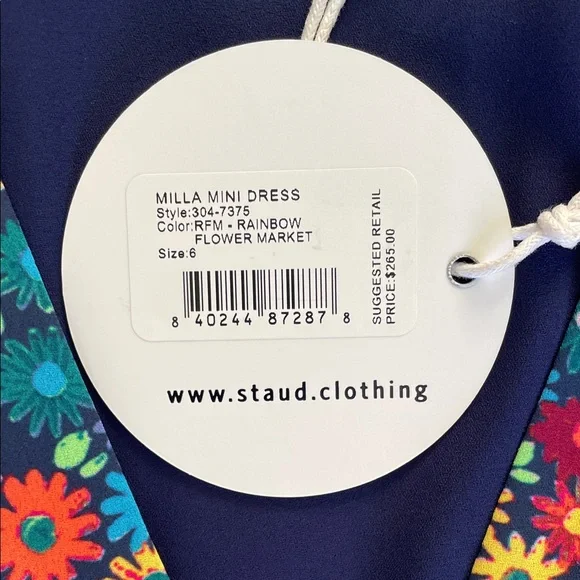 MILLA MINI DRESS
Style:304-7375
Color:RFM - RAINBOW
FLOWER MARKET
Size:6
8 40244 87287 8
SUGGESTED RETAIL
PRICE:$265.00
www.staud.clothing